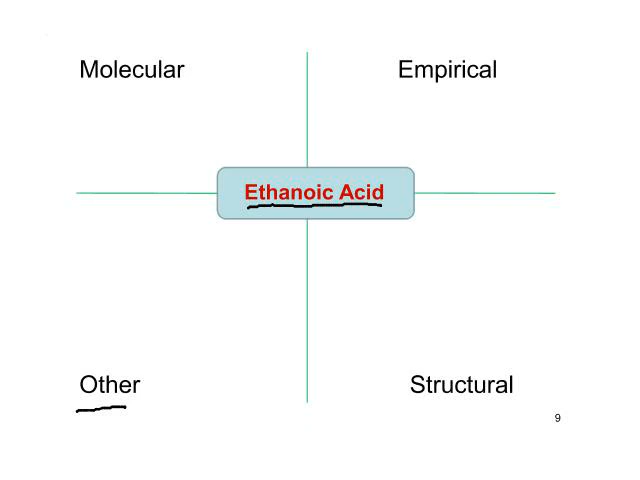 Molecular
Empirical
Ethanoic Acid
Other
Structural
9